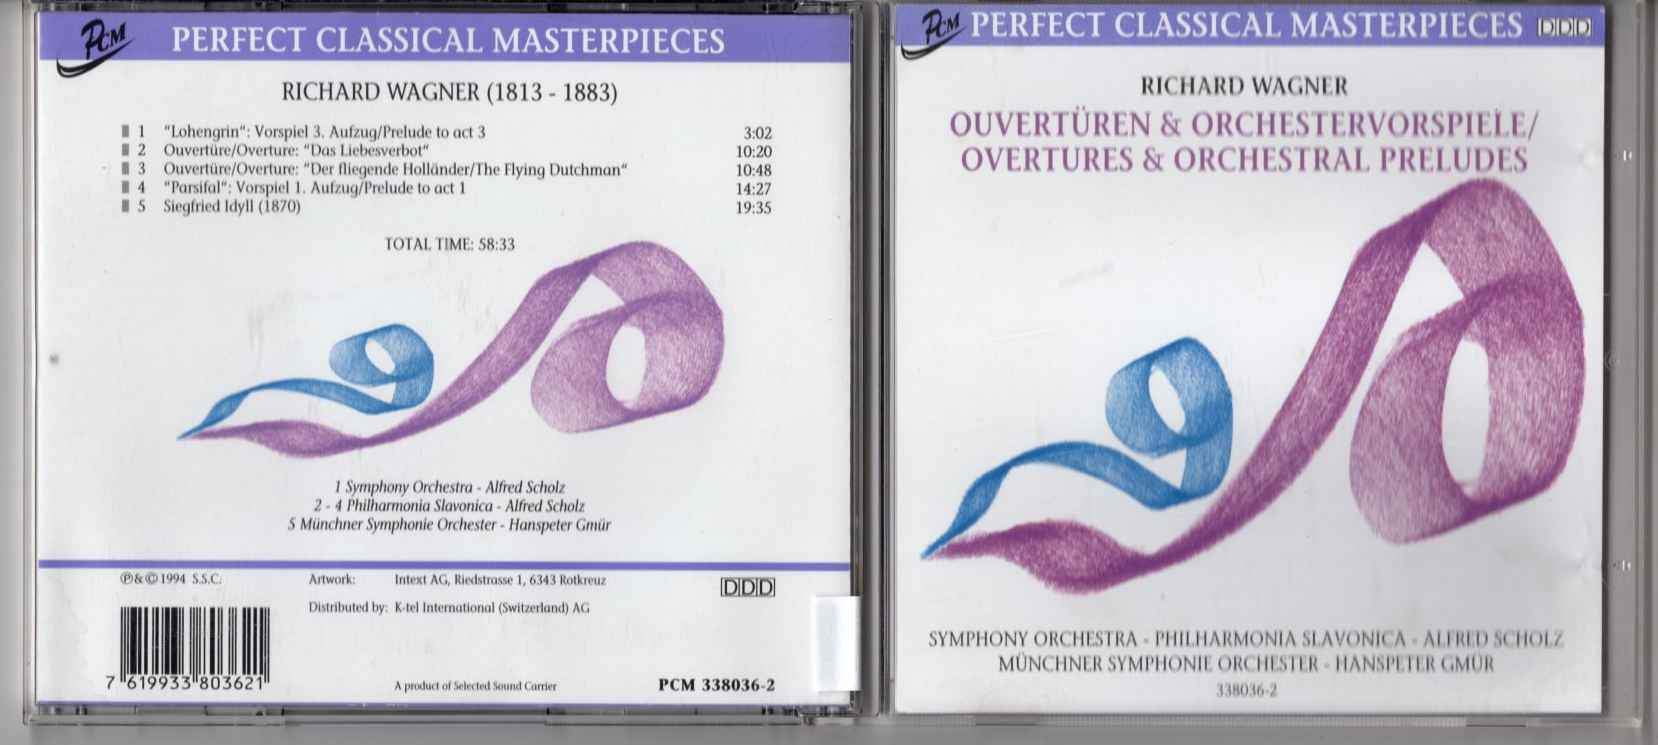 PCM PERFECT CLASSICAL MASTERPIECES
RICHARD WAGNER (1813 - 1883)
1 "Lohengrin": Vorspiel 3. Aufzug/Prelude to act 3 3:02
2 Ouvertüre/Overture: "Das Liebesverbot" 10:20
3 Ouvertüre/Overture: "Der fliegende Holländer/The Flying Dutchman" 10:48
4 "Parsifal": Vorspiel 1. Aufzug/Prelude to act 1 14:27
5 Siegfried Idyll (1870) 19:35
TOTAL TIME: 58:33
1 Symphony Orchestra - Alfred Scholz
2 - 4 Philharmonia Slavonica - Alfred Scholz
5 Münchner Symphonie Orchester - Hanspeter Gmür
℗&© 1994 S.S.C. Artwork: Intext AG, Riedstrasse 1, 6343 Rotkreuz DDD
Distributed by: K-tel International (Switzerland) AG
7 619933 803621
A product of Selected Sound Carrier PCM 338036-2
PCM PERFECT CLASSICAL MASTERPIECES DDD
RICHARD WAGNER
OUVERTÜREN & ORCHESTERVORSPIELE/
OVERTURES & ORCHESTRAL PRELUDES
SYMPHONY ORCHESTRA - PHILHARMONIA SLAVONICA - ALFRED SCHOLZ
MÜNCHNER SYMPHONIE ORCHESTER - HANSPETER GMÜR
338036-2